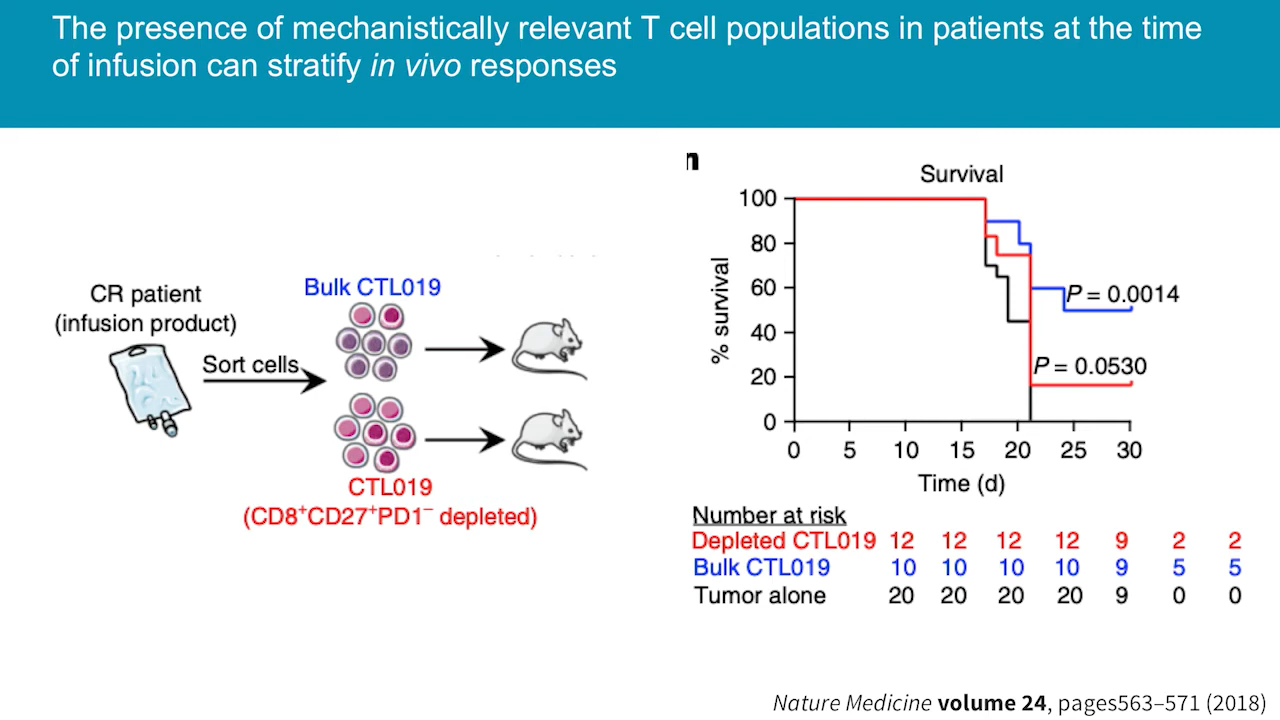 The presence of mechanistically relevant T cell populations in patients at the time
of infusion can stratify in vivo responses
CR patient
(infusion product)
Sort cells
Bulk CTL019
CTL019
(CD8⁺CD27⁺PD1⁻ depleted)
Survival
% survival
100
80
60
40
20
0
P = 0.0014
P = 0.0530
0 5 10 15 20 25 30
Time (d)
Number at risk
Depleted CTL019 12 12 12 12 9 2 2
Bulk CTL019 10 10 10 10 9 5 5
Tumor alone 20 20 20 20 9 0 0
Nature Medicine volume 24, pages563–571 (2018)